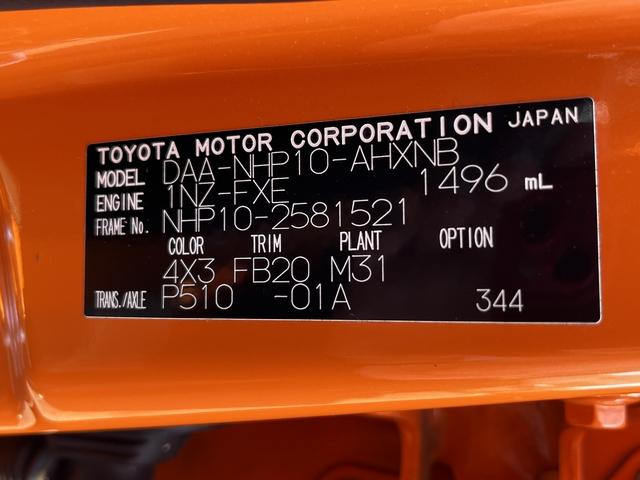 TOYOTA MOTOR CORPORATION JAPAN
MODEL DAA-NHP10-AHXNB
ENGINE 1NZ-FXE 1496 mL
FRAME No. NHP10-2581521
COLOR TRIM PLANT OPTION
4X3 FB20 M31
TRANS./AXLE P510 -01A 344